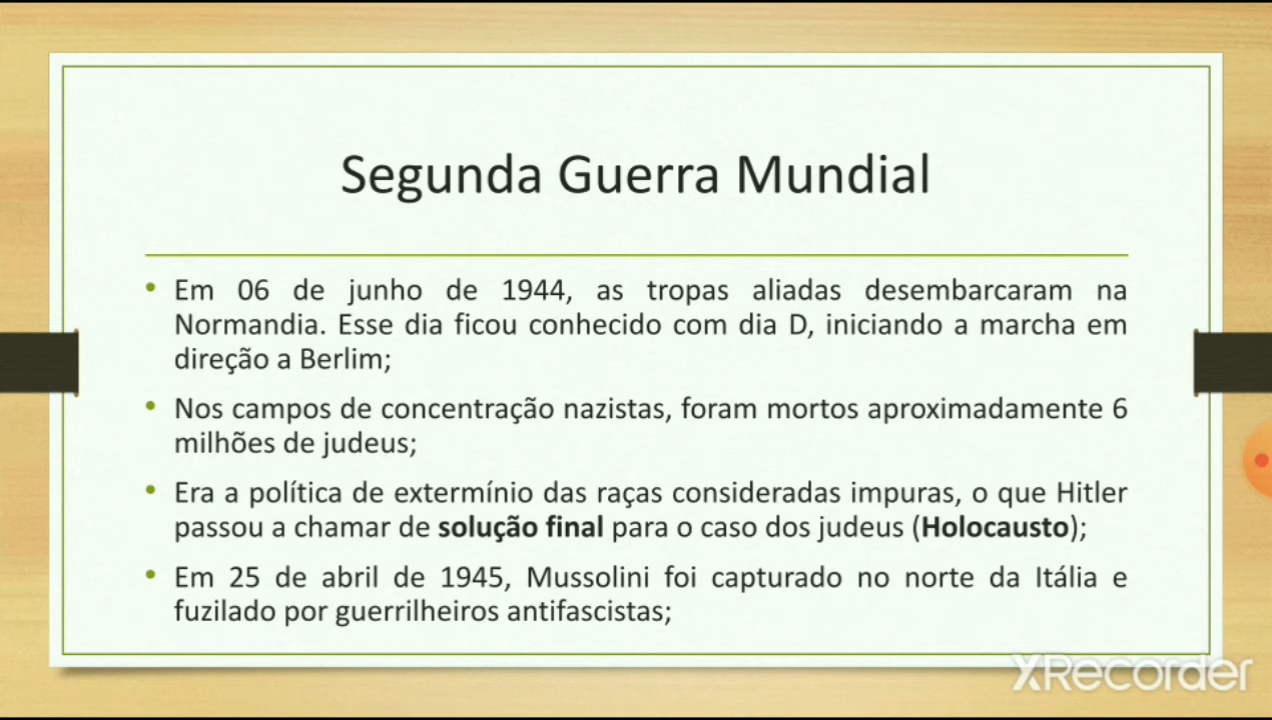 Segunda Guerra Mundial
• Em 06 de junho de 1944, as tropas aliadas desembarcaram na
Normandia. Esse dia ficou conhecido com dia D, iniciando a marcha em
direção a Berlim;
• Nos campos de concentração nazistas, foram mortos aproximadamente 6
milhões de judeus;
• Era a política de extermínio das raças consideradas impuras, o que Hitler
passou a chamar de solução final para o caso dos judeus (Holocausto);
• Em 25 de abril de 1945, Mussolini foi capturado no norte da Itália e
fuzilado por guerrilheiros antifascistas;
XRecorder